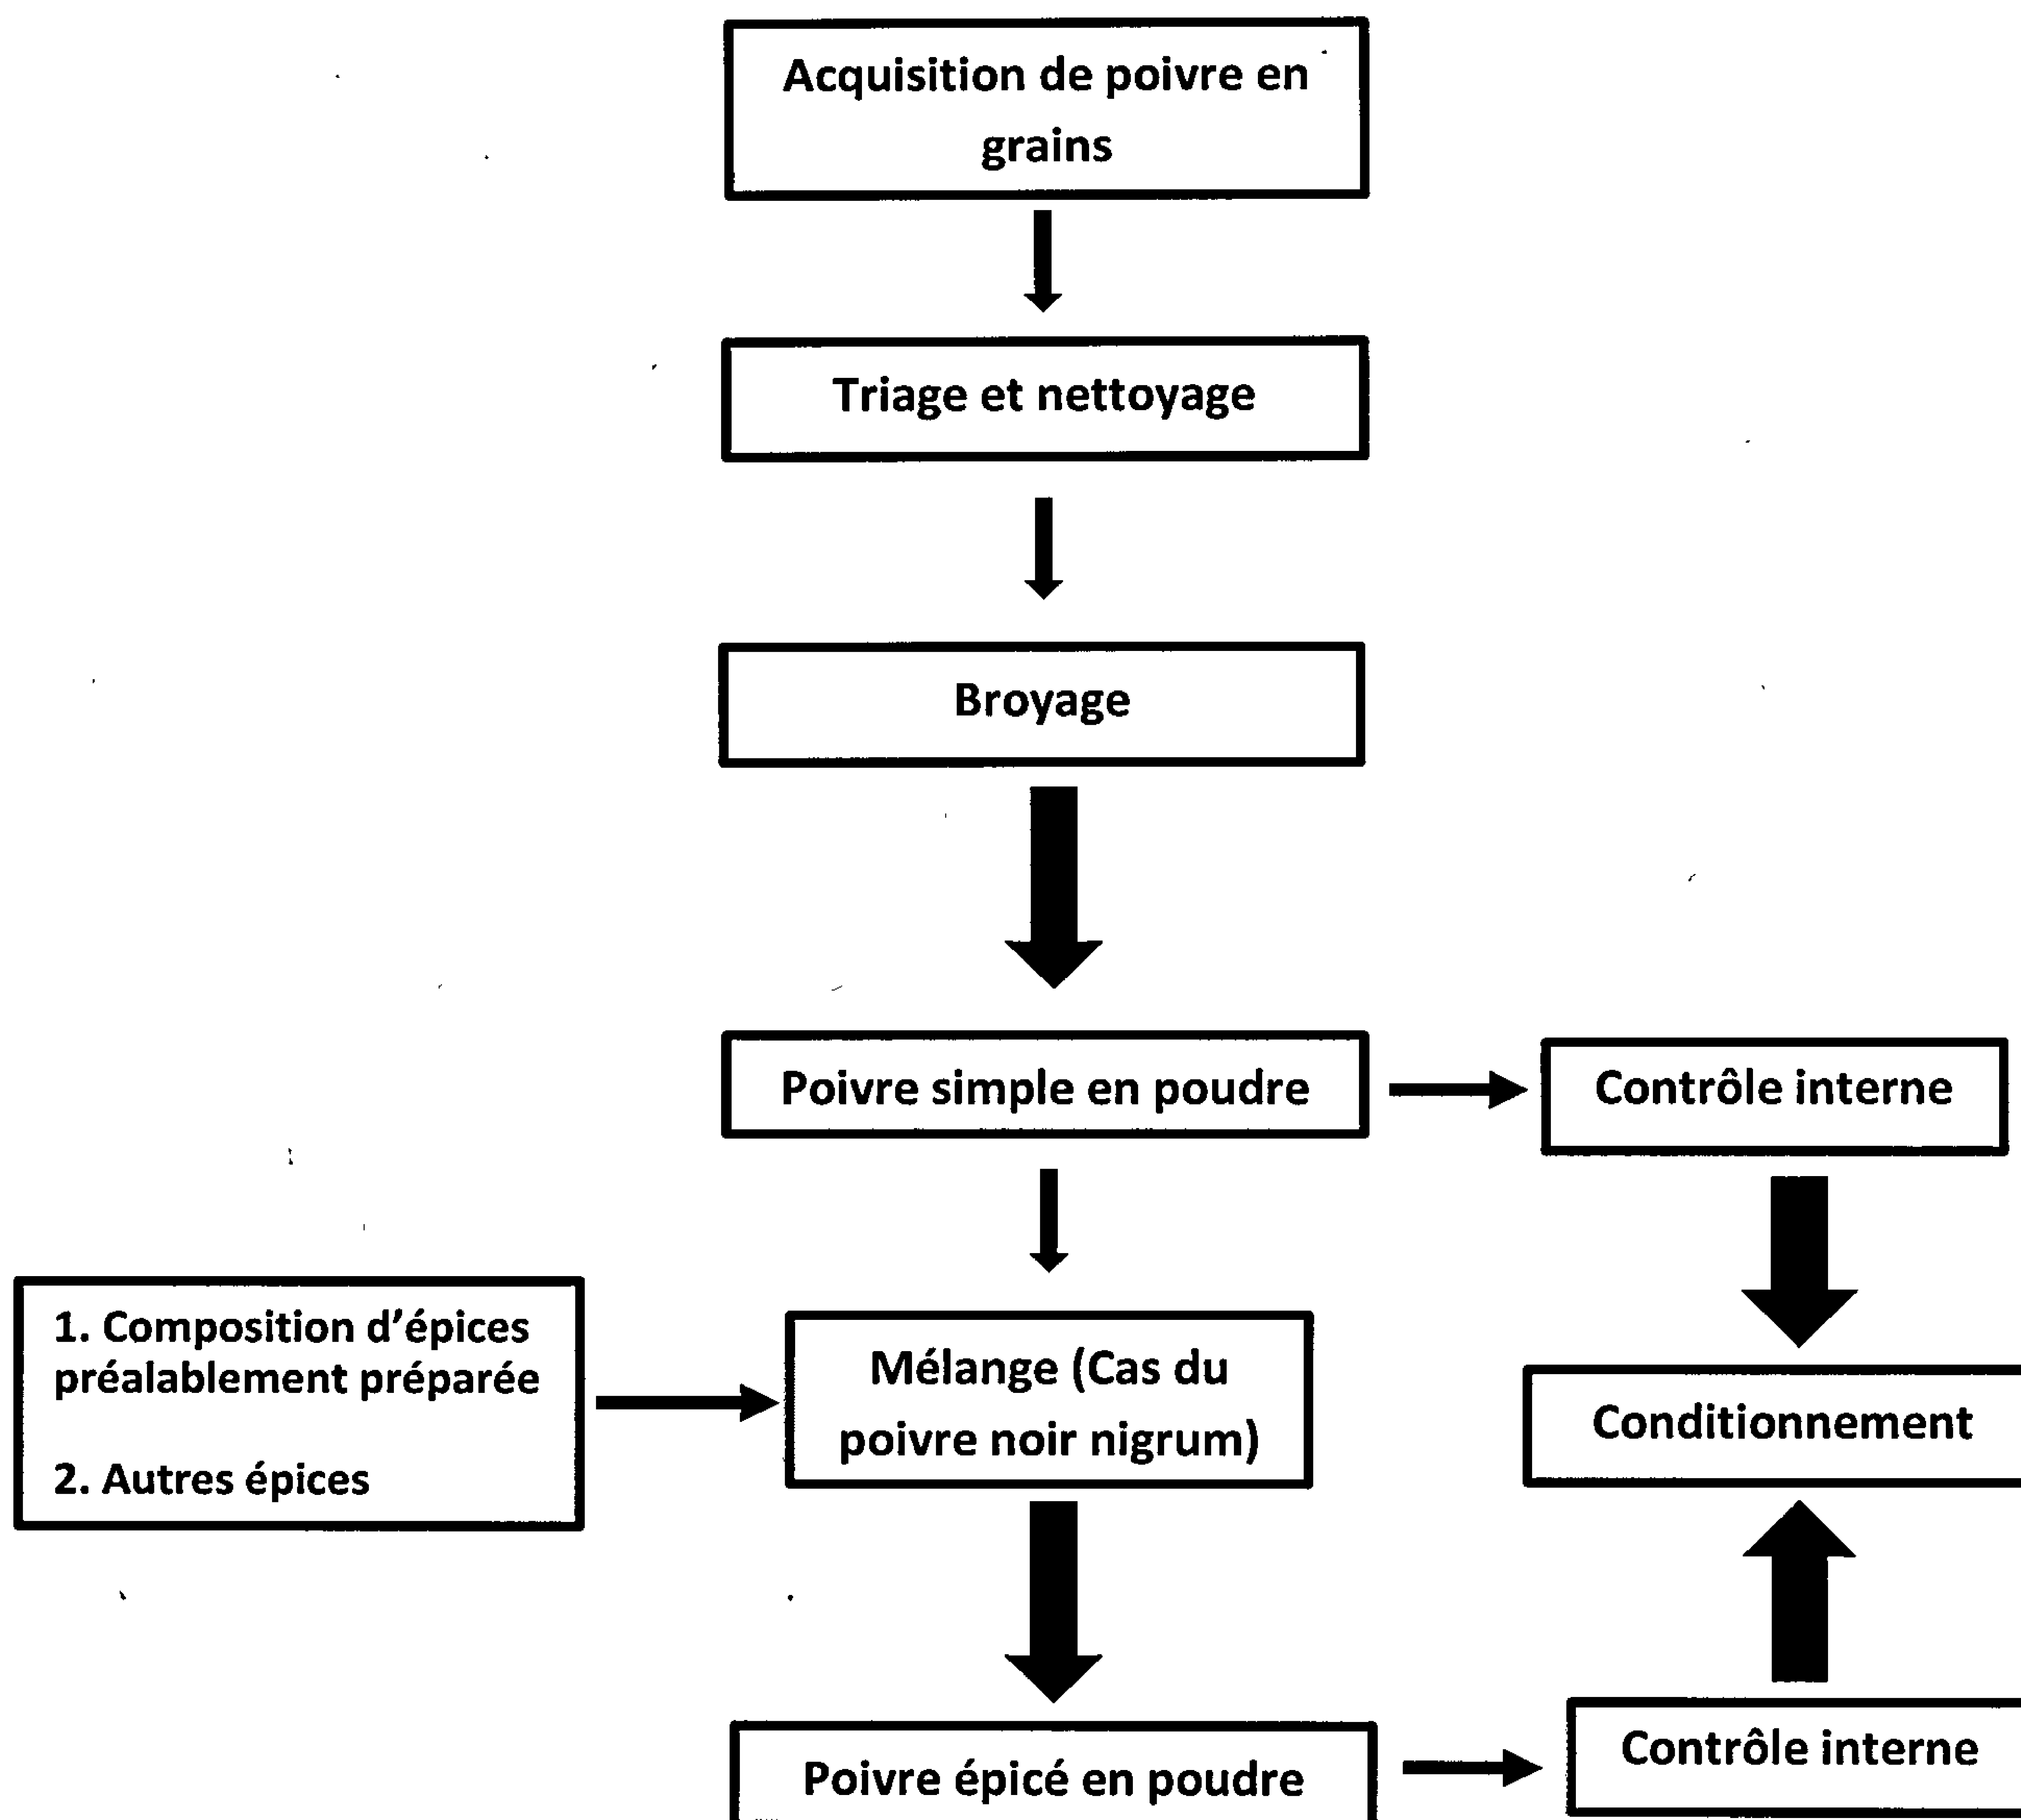 Acquisition de poivre en
grains
Triage et nettoyage
Broyage
Poivre simple en poudre
Contrôle interne
1. Composition d'épices
préalablement préparée
2. Autres épices
Mélange (Cas du
poivre noir nigrum)
Conditionnement
Poivre épicé en poudre
Contrôle interne